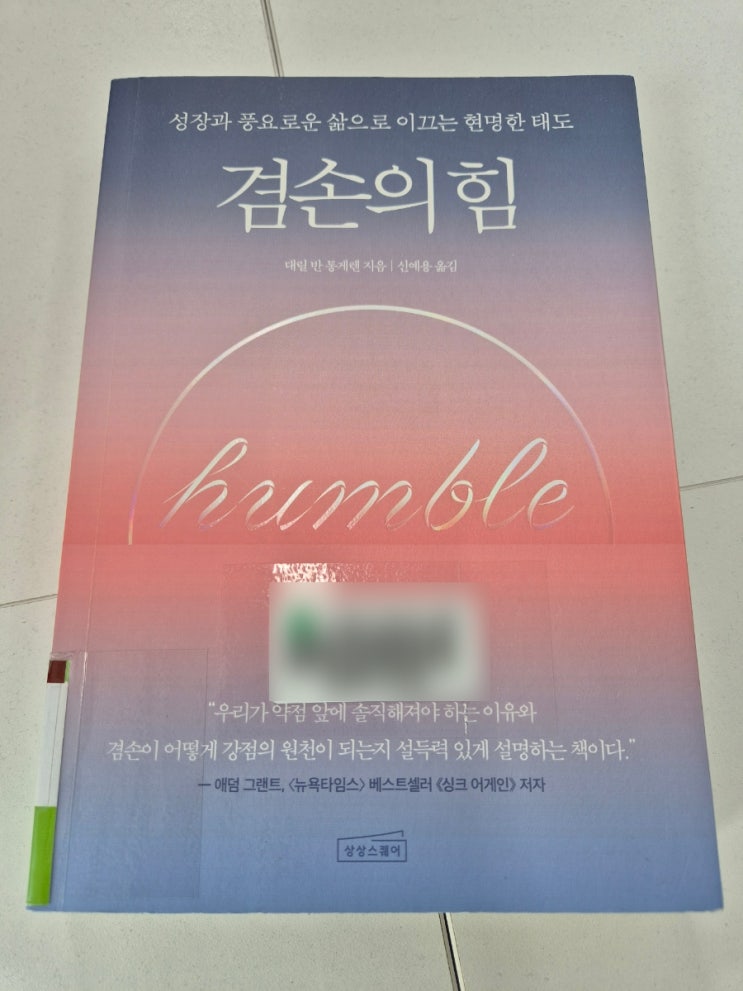 성장과 풍요로운 삶으로 이끄는 현명한 태도
겸손의 힘
대릴 반 통게렌 지음 | 신예용 옮김
humble
“우리가 약점 앞에 솔직해져야 하는 이유와
겸손이 어떻게 강점의 원천이 되는지 설득력 있게 설명하는 책이다.”
— 애덤 그랜트, 〈뉴욕타임스〉 베스트셀러 《싱크 어게인》 저자
상상스퀘어